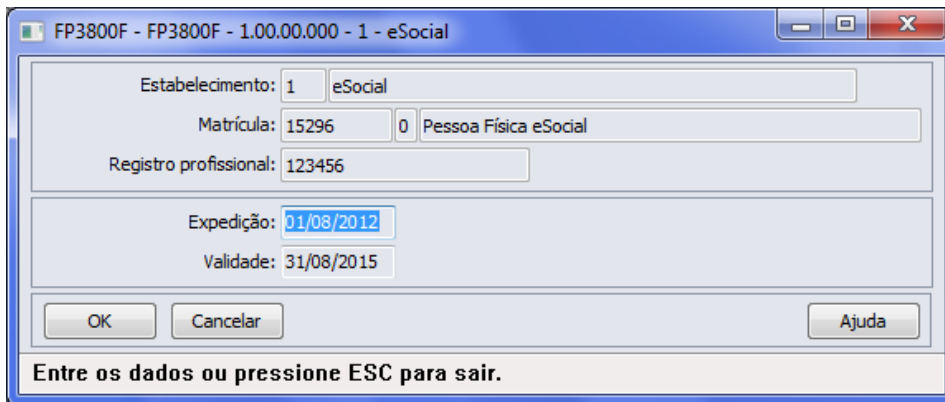 FP3800F - FP3800F - 1.00.00.000 - 1 - eSocial
Estabelecimento: 1 eSocial
Matrícula: 15296 0 Pessoa Física eSocial
Registro profissional: 123456
Expedição: 01/08/2012
Validade: 31/08/2015
OK Cancelar Ajuda
Entre os dados ou pressione ESC para sair.